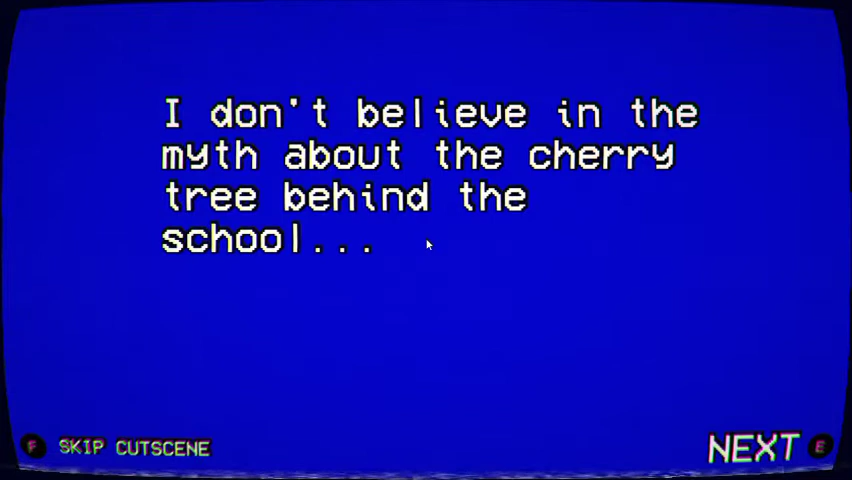 I don't believe in the
myth about the cherry
tree behind the
school...
F SKIP CUTSCENE
NEXT E